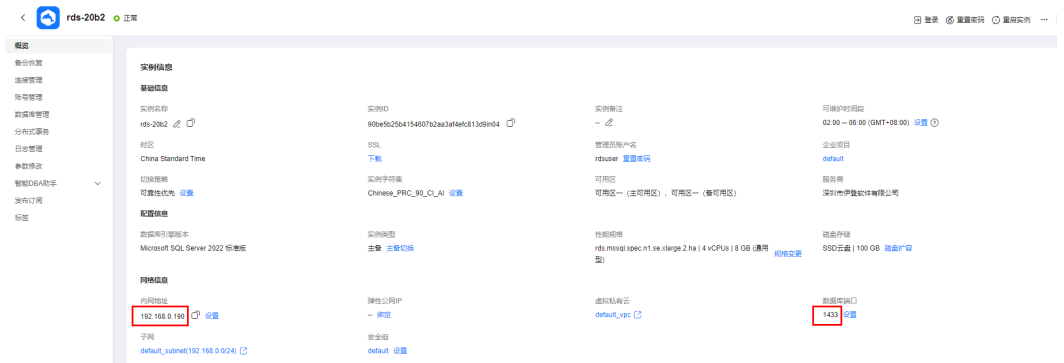 rds-20b2 正常 登录 重置密码 重启实例 ···
概览
备份恢复
连接管理
账号管理
数据库管理
分布式事务
日志管理
参数修改
智能DBA助手
发布订阅
标签
实例信息
基础信息
实例名称 实例ID 实例备注 可维护时间段
rds-20b2 90be5b25b4154607b2aa3af4efc813d9in04 -- 02:00 – 06:00 (GMT+08:00) 设置
时区 SSL 管理员账户名 企业项目
China Standard Time 下载 rdsuser 重置密码 default
切换策略 实例字符集 可用区 服务商
可靠性优先 设置 Chinese_PRC_90_CI_AI 设置 可用区一（主可用区），可用区一（备可用区） 深圳市伊登软件有限公司
配置信息
数据库引擎版本 实例类型 性能规格 磁盘存储
Microsoft SQL Server 2022 标准版 主备 主备切换 rds.mssql.spec.n1.se.xlarge.2.ha | 4 vCPUs | 8 GB (通用型) 规格变更 SSD云盘 | 100 GB 磁盘扩容
网络信息
内网地址 弹性公网IP 虚拟私有云 数据库端口
192.168.0.190 设置 -- 绑定 default_vpc 1433 设置
子网 安全组
default_subnet(192.168.0.0/24) default 设置